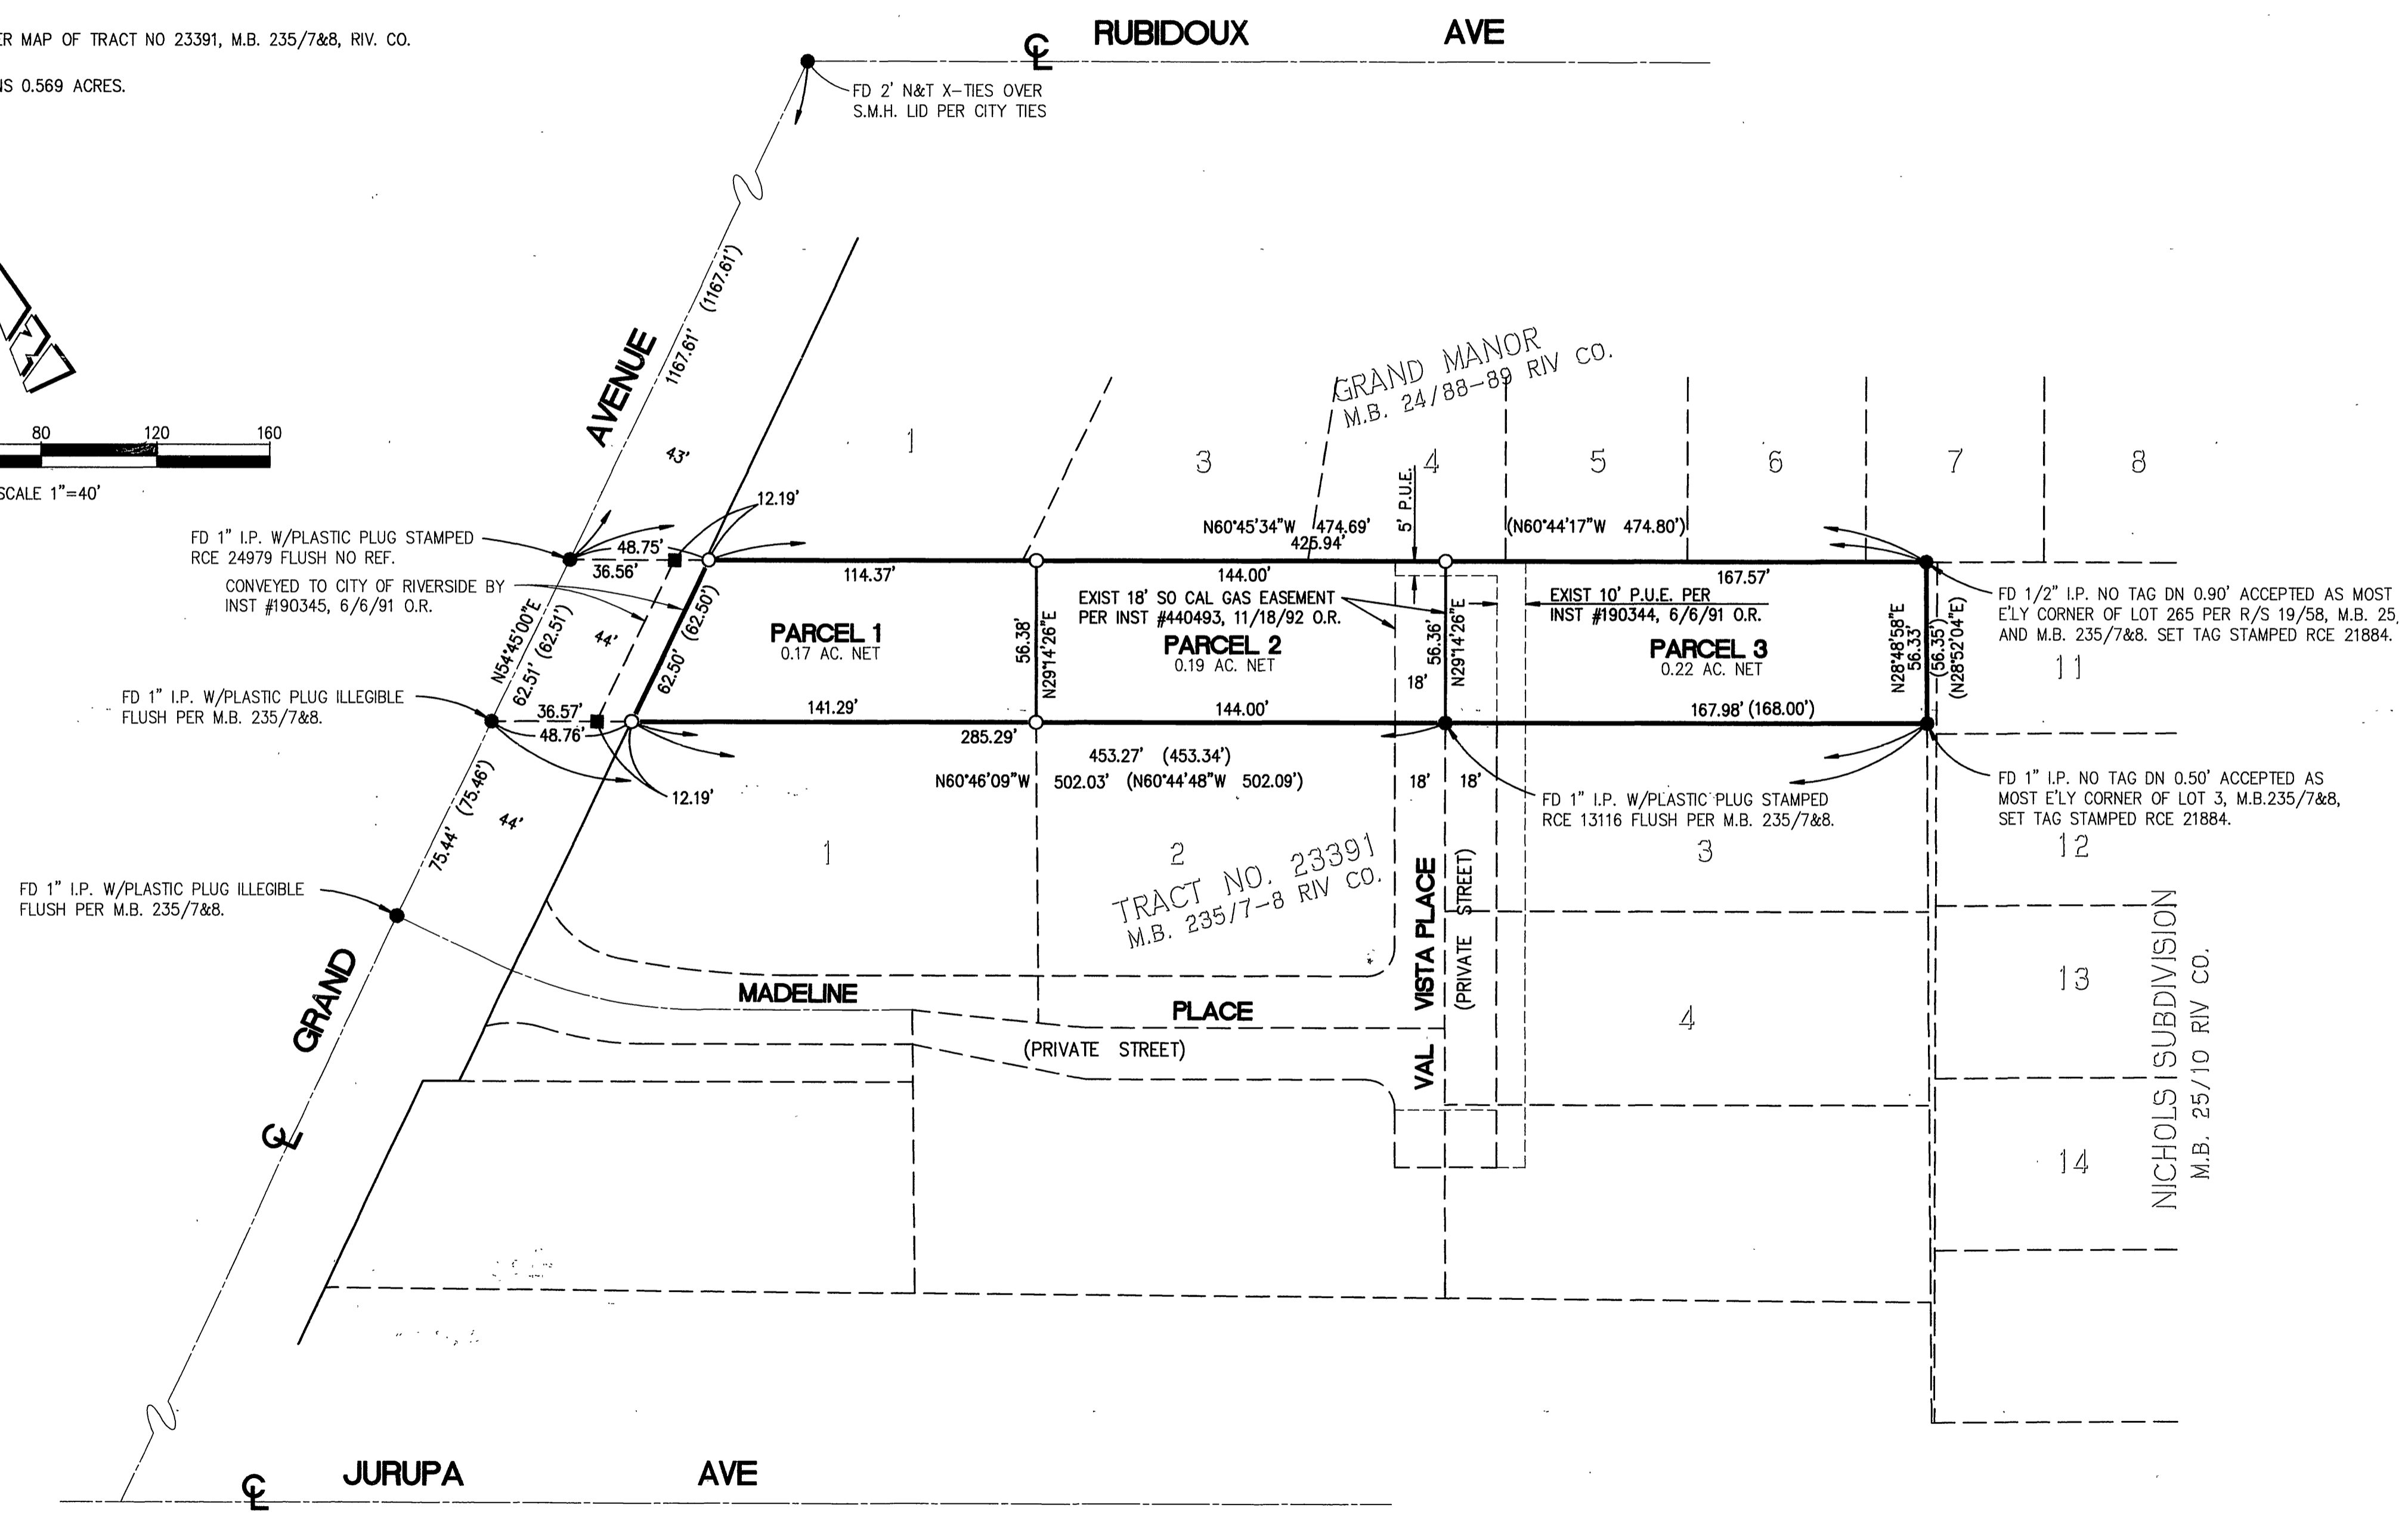 ER MAP OF TRACT NO 23391, M.B. 235/7&8, RIV. CO.
NS 0.569 ACRES.
RUBIDOUX AVE
FD 2' N&T X-TIES OVER
S.M.H. LID PER CITY TIES
80 120 160
SCALE 1"=40'
1167.61' (1167.61')
AVENUE
43'
GRAND MANOR
M.B. 24/88-89 RIV CO.
1
3
4
5
6
7
8
5' P.U.E.
12.19'
FD 1" I.P. W/PLASTIC PLUG STAMPED
RCE 24979 FLUSH NO REF.
48.75'
36.56'
CONVEYED TO CITY OF RIVERSIDE BY
INST #190345, 6/6/91 O.R.
N60°45'34"W 474.69'
425.94'
(N60°44'17"W 474.80')
114.37'
144.00'
167.57'
EXIST 18' SO CAL GAS EASEMENT
PER INST #440493, 11/18/92 O.R.
EXIST 10' P.U.E. PER
INST #190344, 6/6/91 O.R.
FD 1/2" I.P. NO TAG DN 0.90' ACCEPTED AS MOST
E'LY CORNER OF LOT 265 PER R/S 19/58, M.B. 25,
AND M.B. 235/7&8. SET TAG STAMPED RCE 21884.
N54°45'00"E
62.51' (62.51')
44'
62.50' (62.50')
PARCEL 1
0.17 AC. NET
56.38'
N29°14'26"E
PARCEL 2
0.19 AC. NET
18'
56.36'
N29°14'26"E
PARCEL 3
0.22 AC. NET
N28°48'58"E
56.33'
(56.35')
(N28°52'04"E)
11
FD 1" I.P. W/PLASTIC PLUG ILLEGIBLE
FLUSH PER M.B. 235/7&8.
36.57'
48.76'
141.29'
144.00'
167.98' (168.00')
285.29'
453.27' (453.34')
N60°46'09"W 502.03' (N60°44'48"W 502.09')
18' 18'
12.19'
FD 1" I.P. W/PLASTIC PLUG STAMPED
RCE 13116 FLUSH PER M.B. 235/7&8.
FD 1" I.P. NO TAG DN 0.50' ACCEPTED AS
MOST E'LY CORNER OF LOT 3, M.B.235/7&8,
SET TAG STAMPED RCE 21884.
75.44' (75.46')
44'
1
2
3
12
TRACT NO. 23391
M.B. 235/7-8 RIV CO.
FD 1" I.P. W/PLASTIC PLUG ILLEGIBLE
FLUSH PER M.B. 235/7&8.
GRAND
MADELINE PLACE
(PRIVATE STREET)
VAL VISTA PLACE
(PRIVATE STREET)
4
13
14
NICHOLS SUBDIVISION
M.B. 25/10 RIV CO.
JURUPA AVE